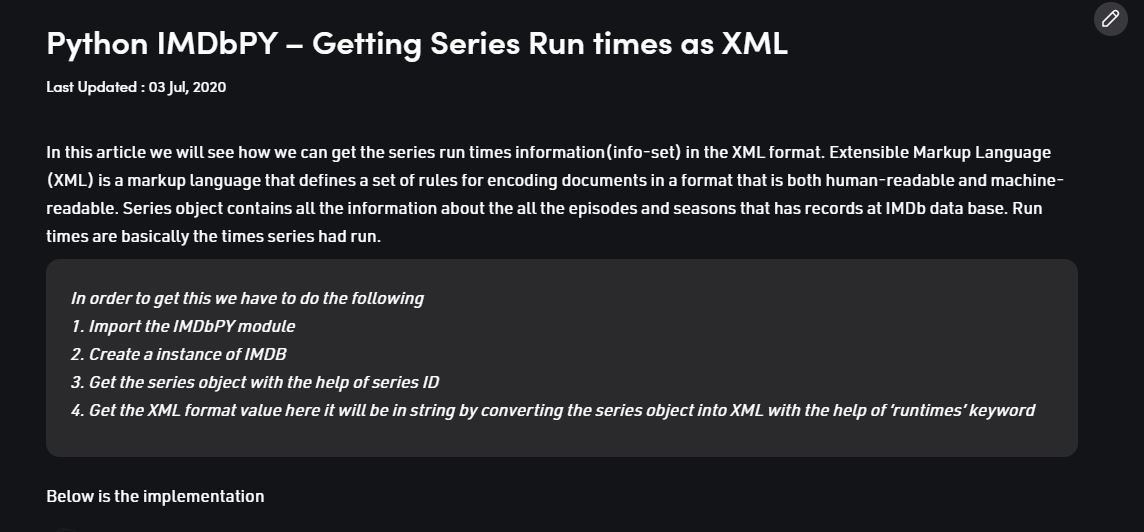 Python IMDbPY – Getting Series Run times as XML
Last Updated : 03 Jul, 2020
In this article we will see how we can get the series run times information(info-set) in the XML format. Extensible Markup Language
(XML) is a markup language that defines a set of rules for encoding documents in a format that is both human-readable and machine-
readable. Series object contains all the information about the all the episodes and seasons that has records at IMDb data base. Run
times are basically the times series had run.
In order to get this we have to do the following
1. Import the IMDbPY module
2. Create a instance of IMDB
3. Get the series object with the help of series ID
4. Get the XML format value here it will be in string by converting the series object into XML with the help of ‘runtimes’ keyword
Below is the implementation